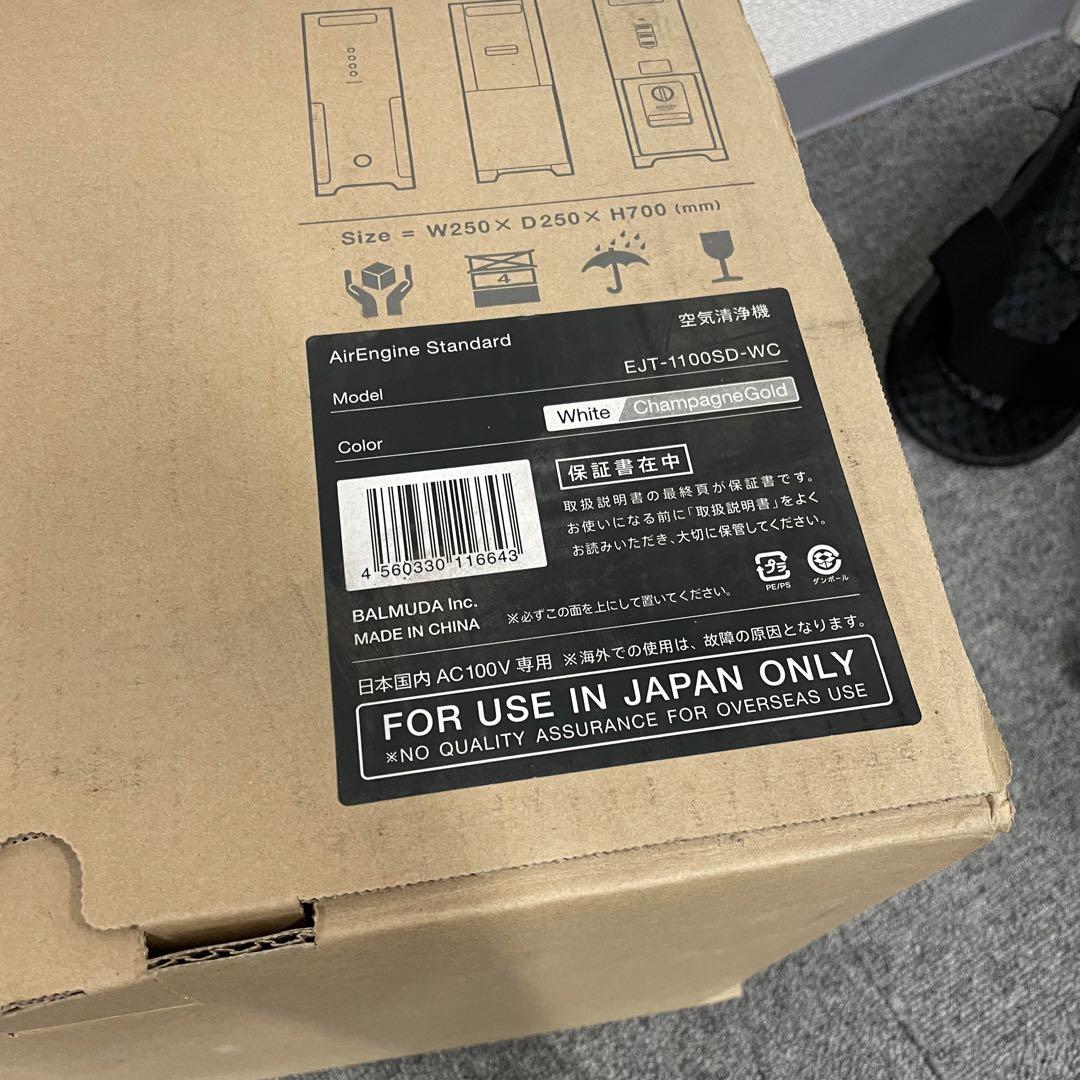 Size = W250× D250× H700 (mm)
4
AirEngine Standard
空気清浄機
Model
EJT-1100SD-WC
Color
White
ChampagneGold
保証書在中
取扱説明書の最終頁が保証書です。
お使いになる前に「取扱説明書」をよく
お読みいただき、大切に保管してください。
4 560330 116643
プラ
PE/PS
ダンボール
BALMUDA Inc.
MADE IN CHINA
※必ずこの面を上にして置いてください。
日本国内 AC100V 専用 ※海外での使用は、故障の原因となります。
FOR USE IN JAPAN ONLY
※NO QUALITY ASSURANCE FOR OVERSEAS USE